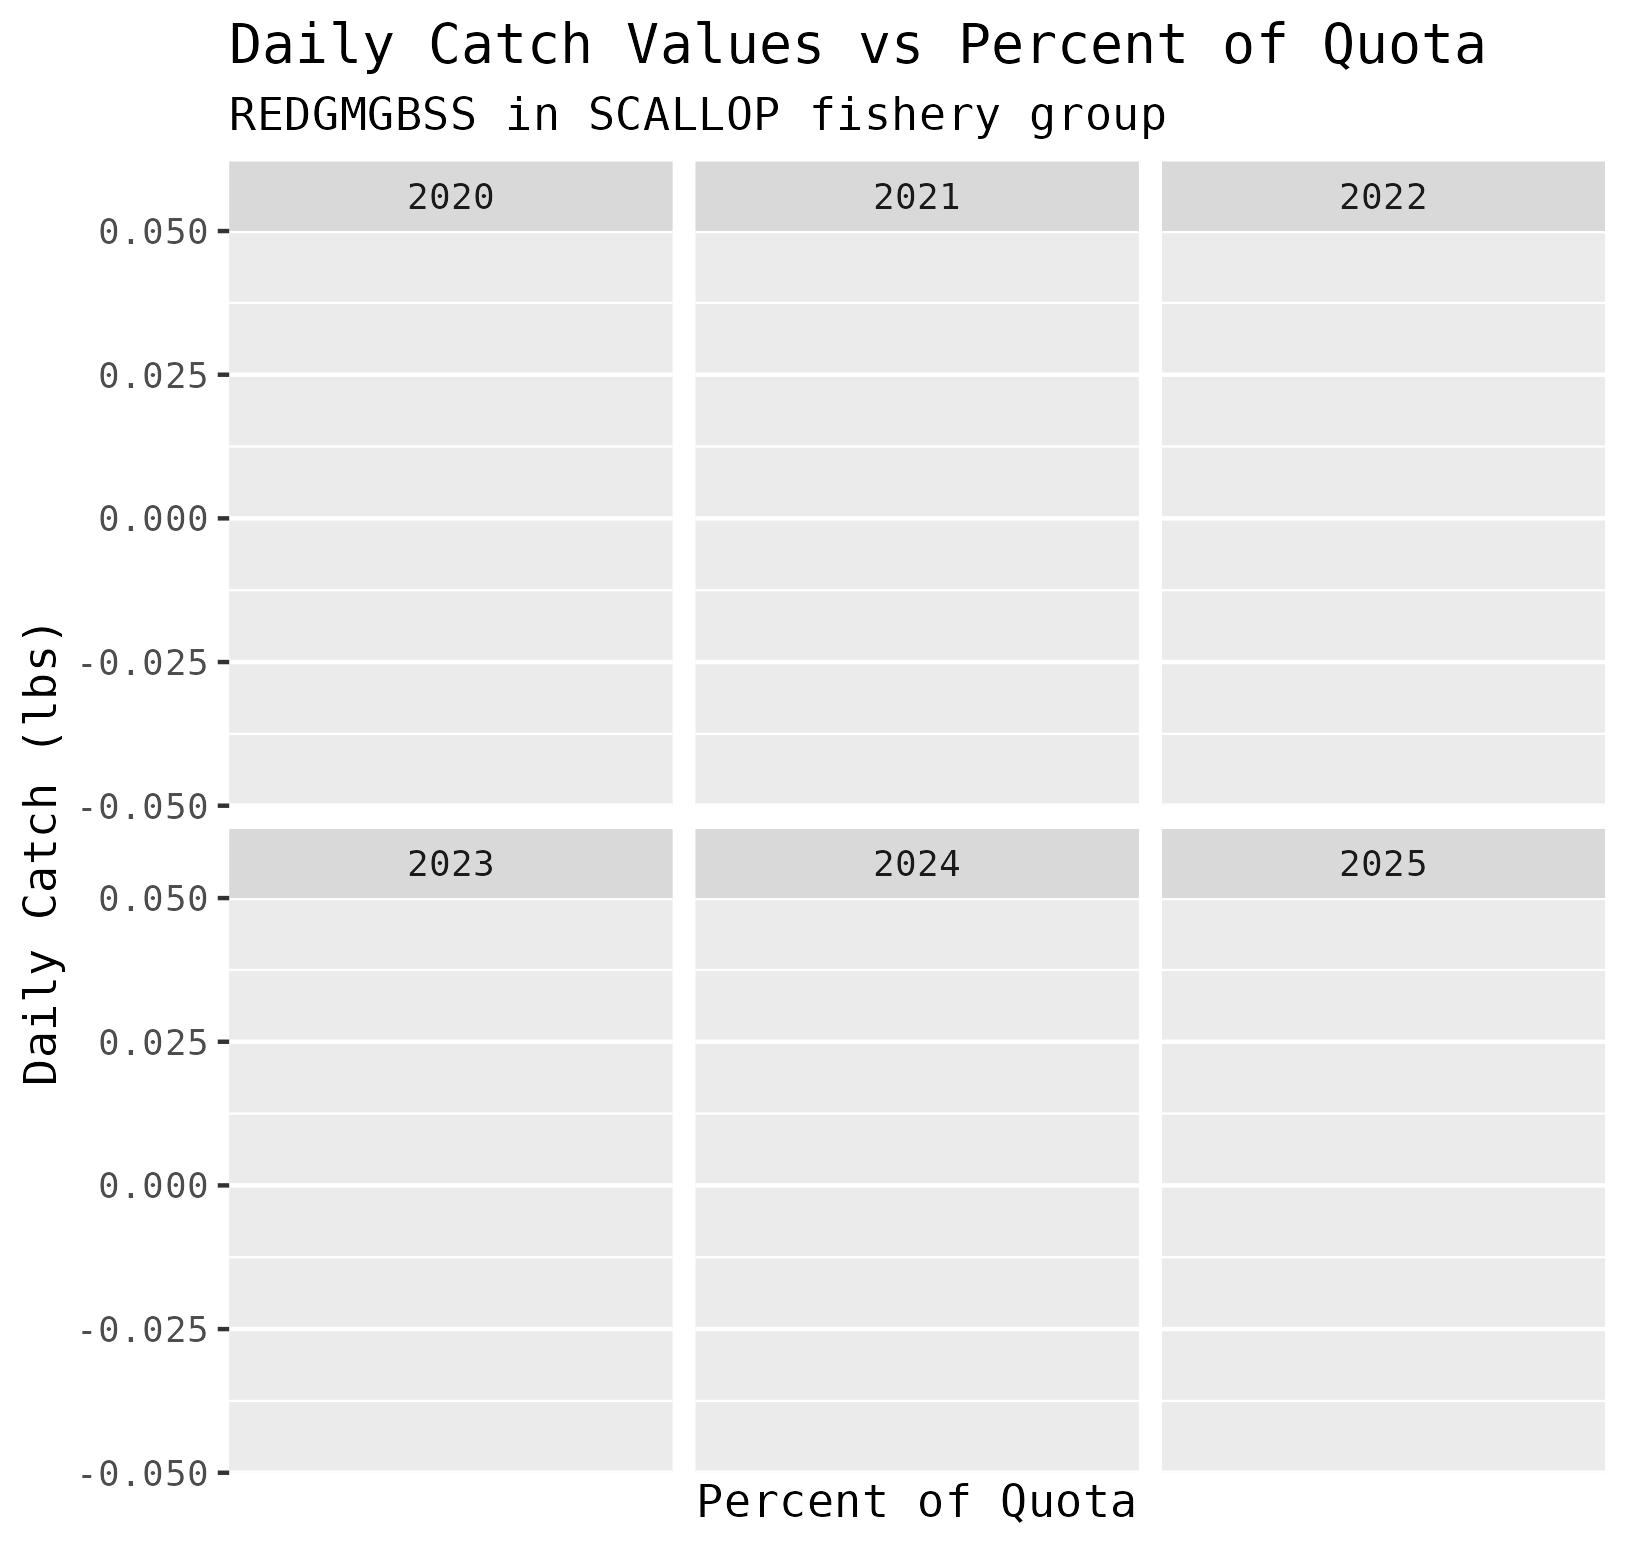 Daily Catch Values vs Percent of Quota
REDGMGBSS in SCALLOP fishery group
2020 2021 2022
0.050
0.025
0.000
-0.025
-0.050
2023 2024 2025
0.050
0.025
0.000
-0.025
-0.050
Daily Catch (lbs)
Percent of Quota